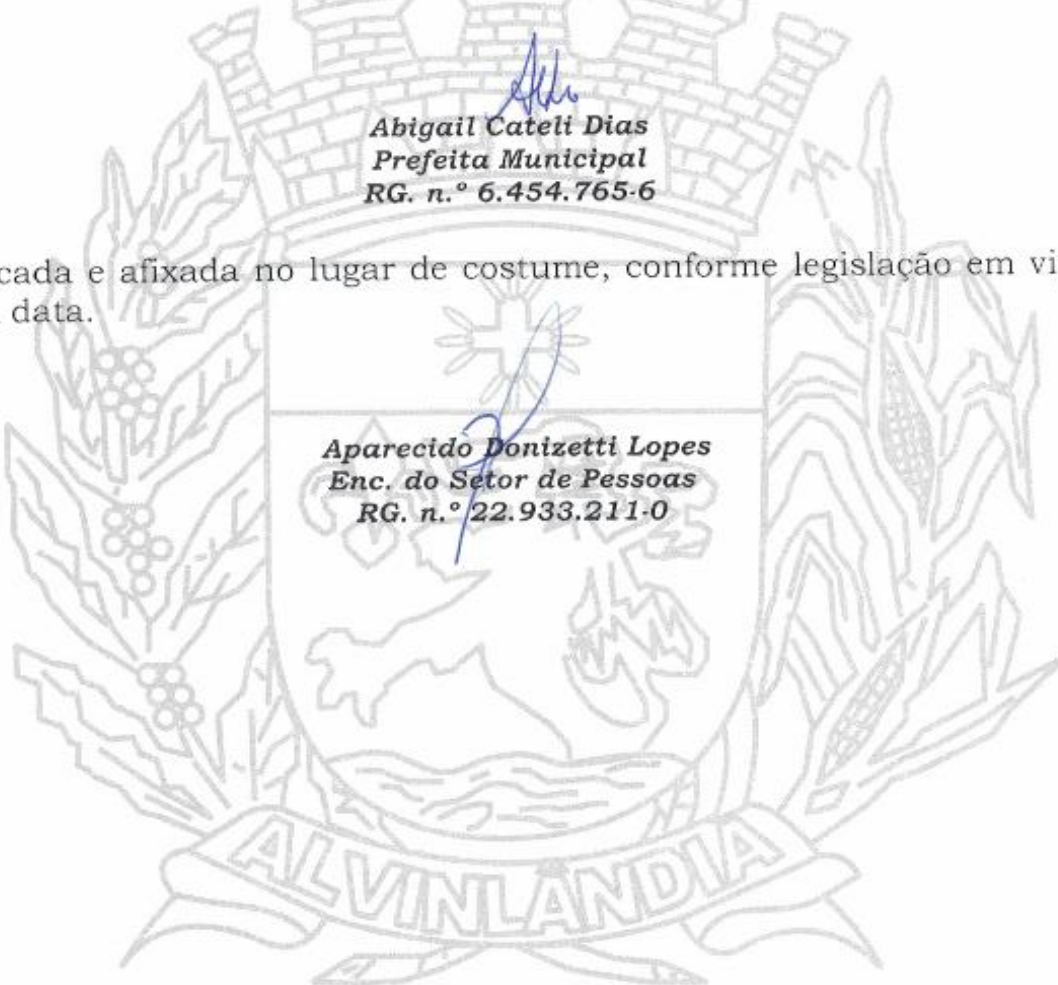 Abigail Cateli Dias
Prefeita Municipal
RG. n.º 6.454.765-6
cada e afixada no lugar de costume, conforme legislação em vi
data.
Aparecido Donizetti Lopes
Enc. do Setor de Pessoas
RG. n.º 22.933.211-0
ALVINLÂNDIA